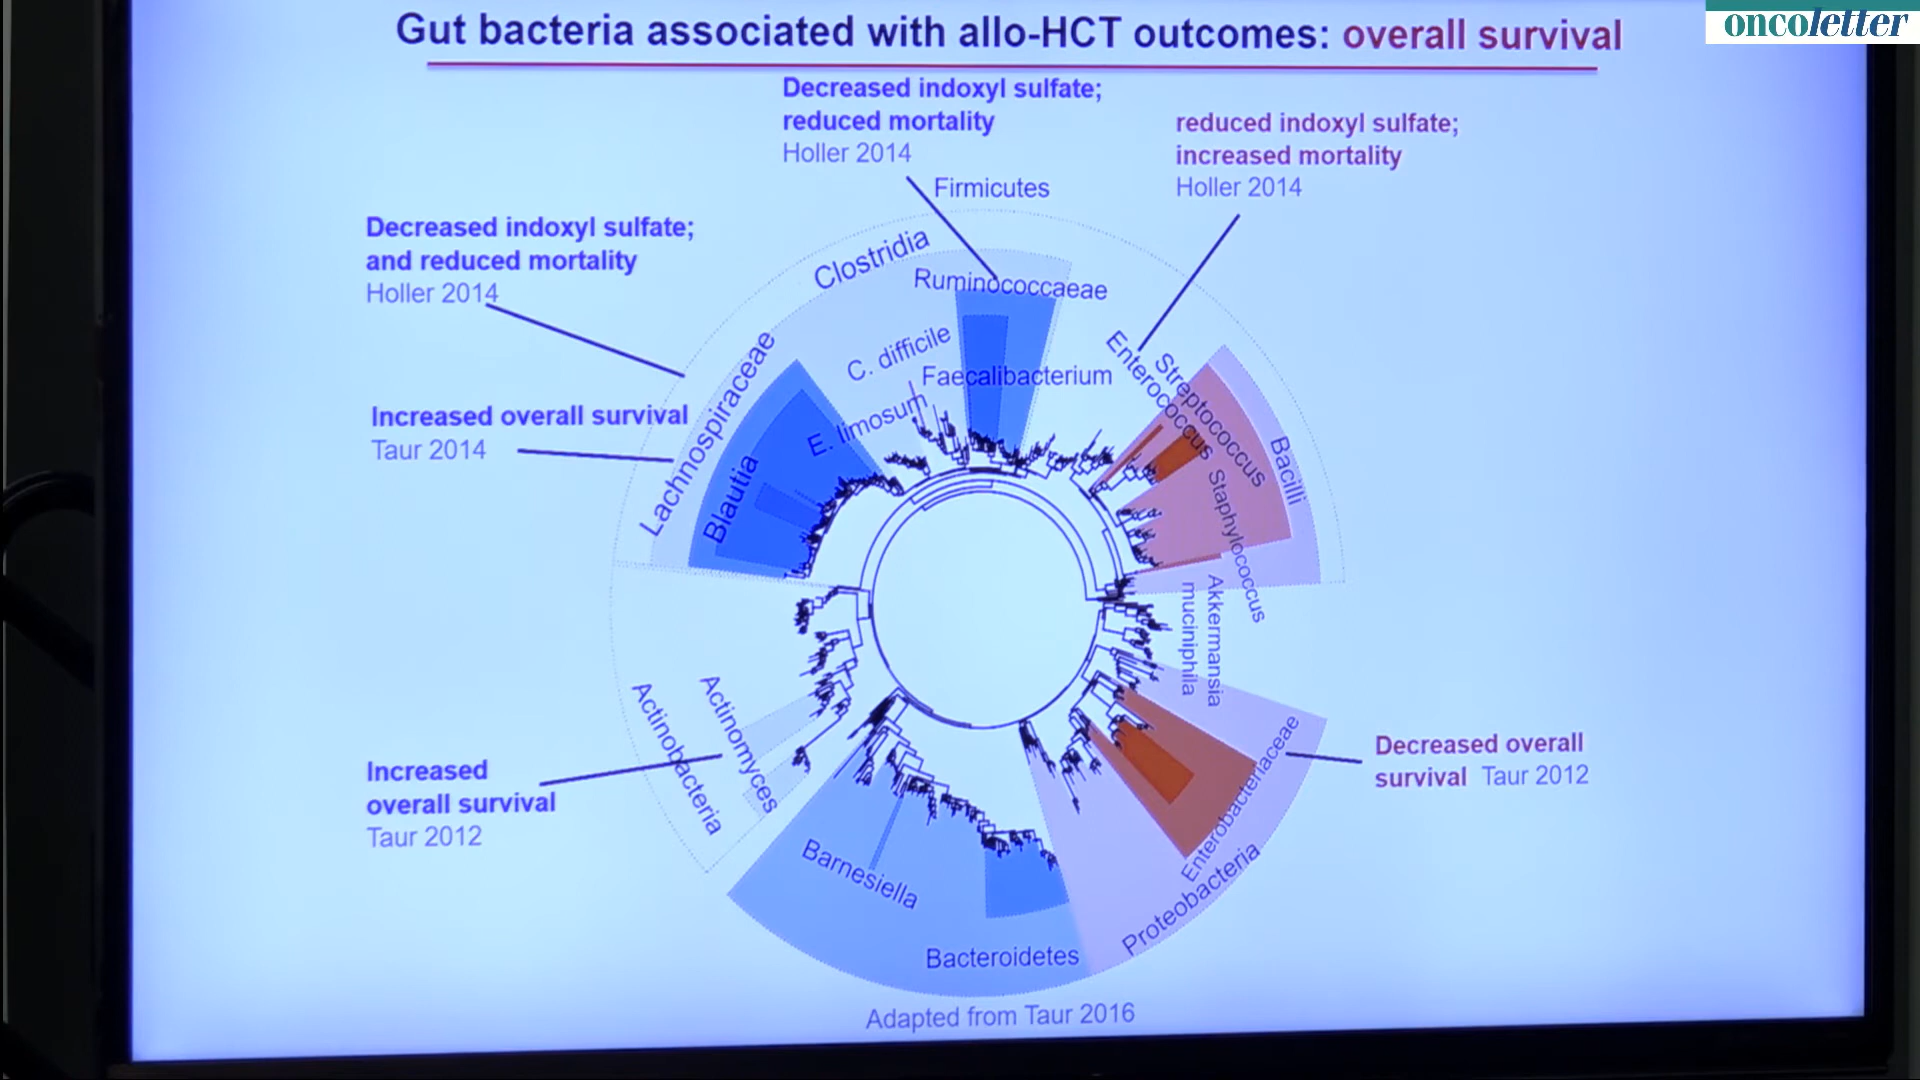 Gut bacteria associated with allo-HCT outcomes: overall survival
oncoletter
Decreased indoxyl sulfate;
reduced mortality
Holler 2014
reduced indoxyl sulfate;
increased mortality
Holler 2014
Firmicutes
Decreased indoxyl sulfate;
and reduced mortality
Holler 2014
Clostridia
Ruminococcaeae
C. difficile
Faecalibacterium
E. limosum
Enterococcus
Streptococcus
Bacilli
Increased overall survival
Taur 2014
Lachnospiraceae
Blautia
Staphylococcus
Akkermansia
muciniphila
Actinomyces
Actinobacteria
Increased
overall survival
Taur 2012
Decreased overall
survival Taur 2012
Enterobacteriaceae
Proteobacteria
Barnesiella
Bacteroidetes
Adapted from Taur 2016